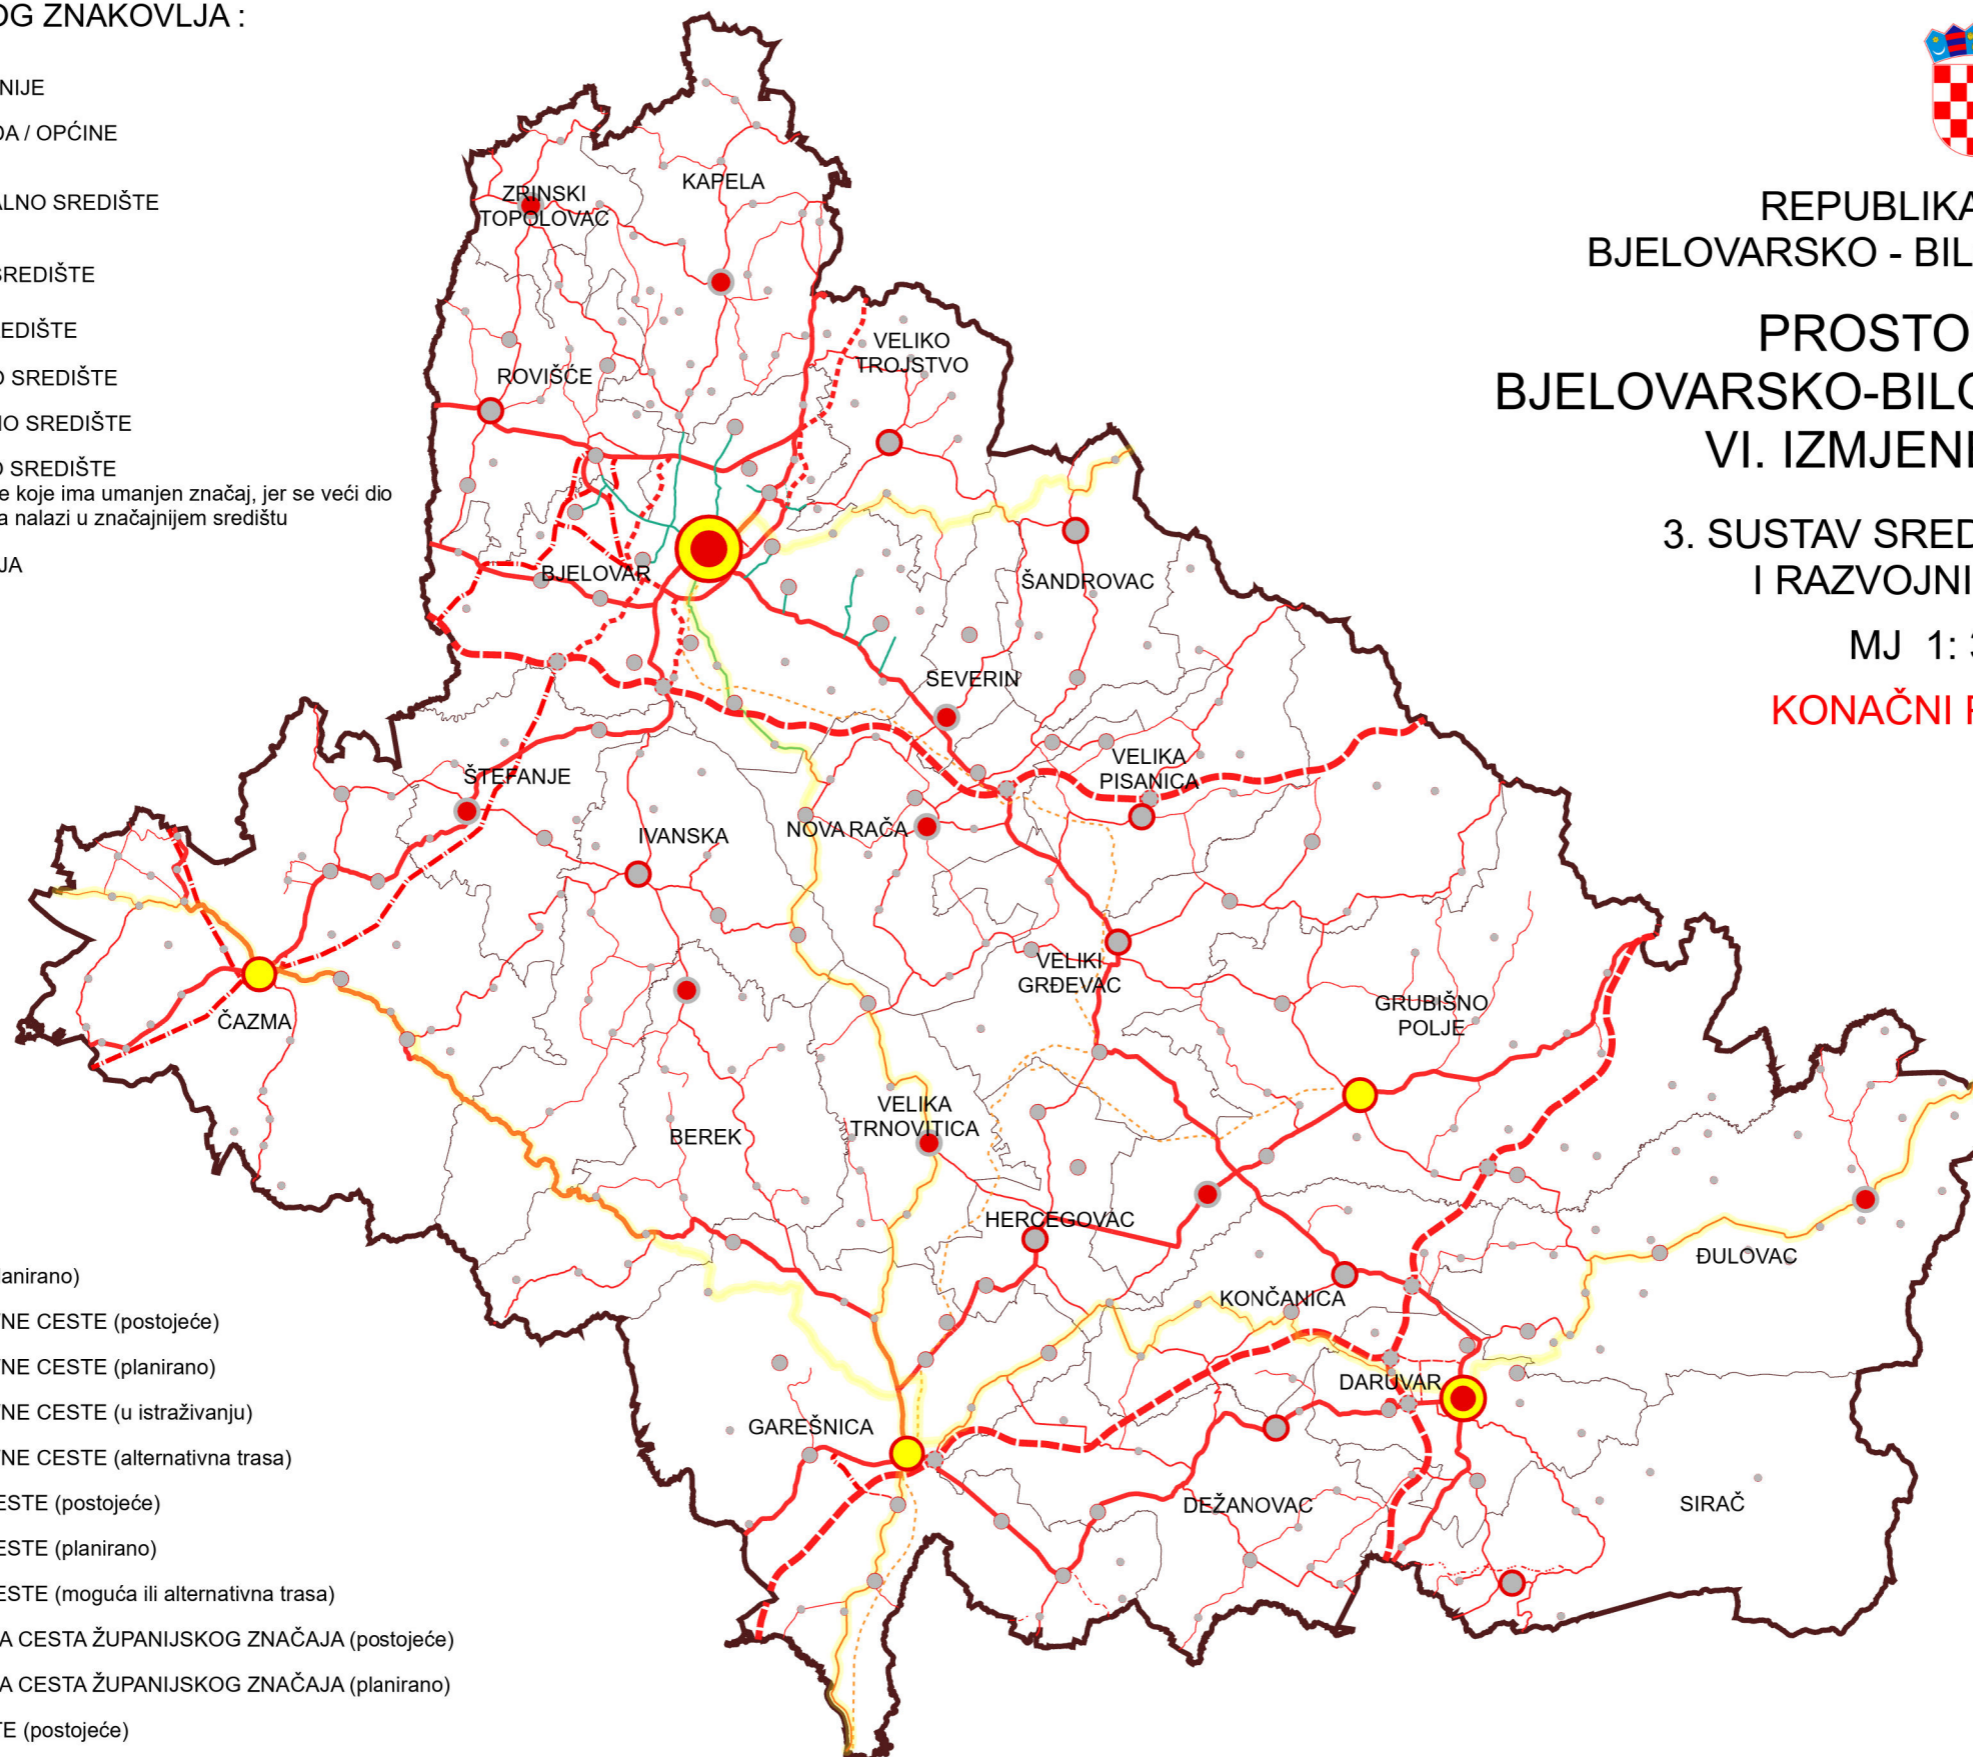 OG ZNAKOVLJA :
NIJE
DA / OPĆINE
ALNO SREDIŠTE
SREDIŠTE
EDIŠTE
O SREDIŠTE
NO SREDIŠTE
O SREDIŠTE
e koje ima umanjen značaj, jer se veći dio
a nalazi u značajnijem središtu
JA
lanirano)
NE CESTE (postojeće)
NE CESTE (planirano)
NE CESTE (u istraživanju)
NE CESTE (alternativna trasa)
ESTE (postojeće)
ESTE (planirano)
ESTE (moguća ili alternativna trasa)
A CESTA ŽUPANIJSKOG ZNAČAJA (postojeće)
A CESTA ŽUPANIJSKOG ZNAČAJA (planirano)
TE (postojeće)
ZRINSKI
TOPOLOVAC
KAPELA
ROVIŠĆE
VELIKO
TROJSTVO
BJELOVAR
ŠANDROVAC
SEVERIN
VELIKA
PISANICA
ŠTEFANJE
IVANSKA
NOVA RAČA
ČAZMA
VELIKI
GRĐEVAC
GRUBIŠNO
POLJE
BEREK
VELIKA
TRNOVITICA
HERCEGOVAC
ĐULOVAC
KONČANICA
DARUVAR
GAREŠNICA
DEŽANOVAC
SIRAČ
REPUBLIKA
BJELOVARSKO - BIL
PROSTO
BJELOVARSKO-BILO
VI. IZMJEN
3. SUSTAV SRED
I RAZVOJNI
MJ 1: 3
KONAČNI